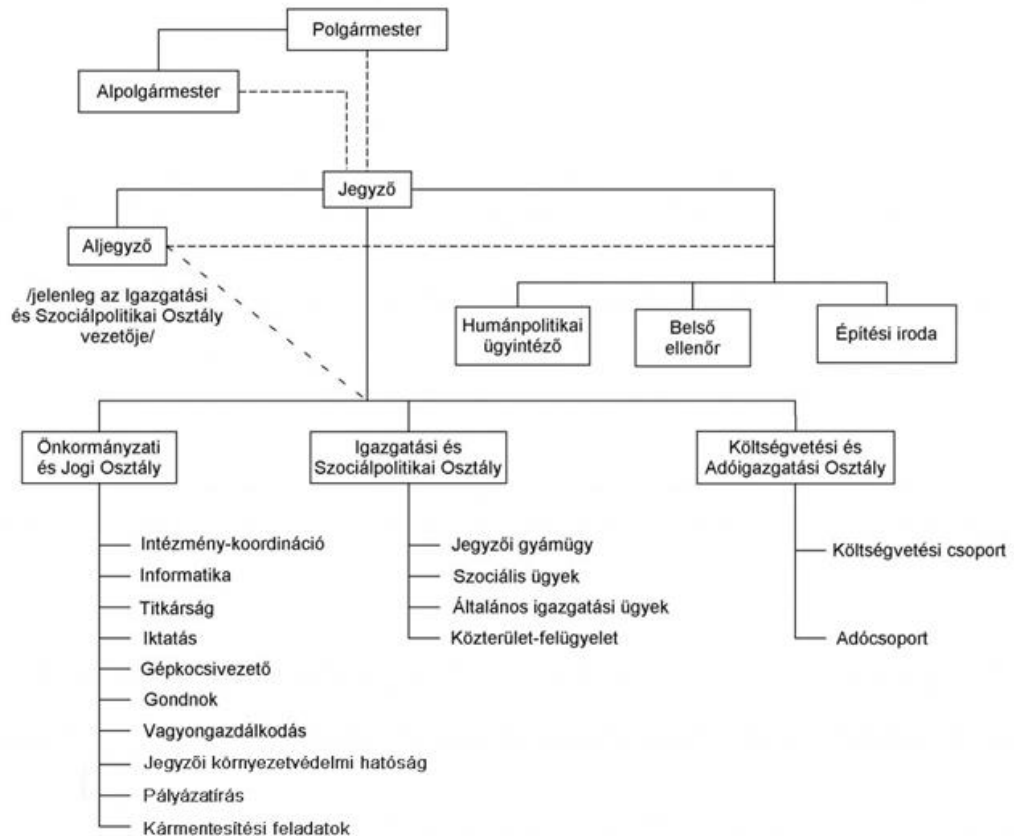 Polgármester
Alpolgármester
Jegyző
Aljegyző
/jelenleg az Igazgatási
és Szociálpolitikai Osztály
vezetője/
Humánpolitikai
ügyintéző
Belső
ellenőr
Építési iroda
Önkormányzati
és Jogi Osztály
Intézmény-koordináció
Informatika
Titkárság
Iktatás
Gépkocsivezető
Gondnok
Vagyongazdálkodás
Jegyzői környezetvédelmi hatóság
Pályázatírás
Kármentesítési feladatok
Igazgatási és
Szociálpolitikai Osztály
Jegyzői gyámügy
Szociális ügyek
Általános igazgatási ügyek
Közterület-felügyelet
Költségvetési és
Adóigazgatási Osztály
Költségvetési csoport
Adócsoport